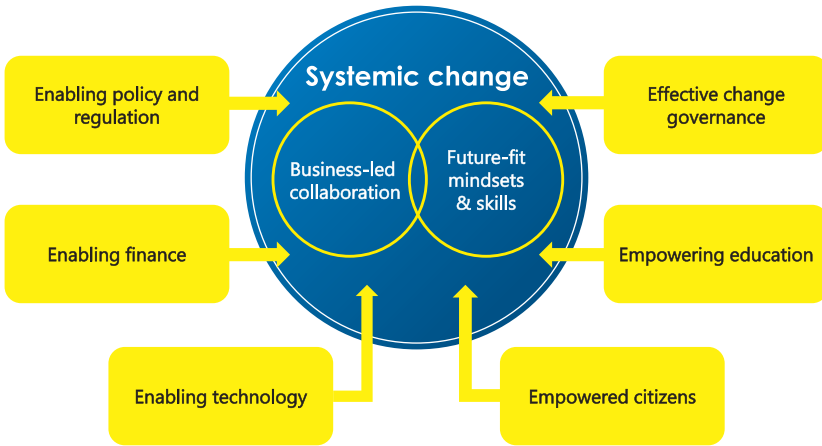 Systemic change
Enabling policy and
regulation
Effective change
governance
Business-led
collaboration
Future-fit
mindsets
& skills
Enabling finance
Empowering education
Enabling technology
Empowered citizens